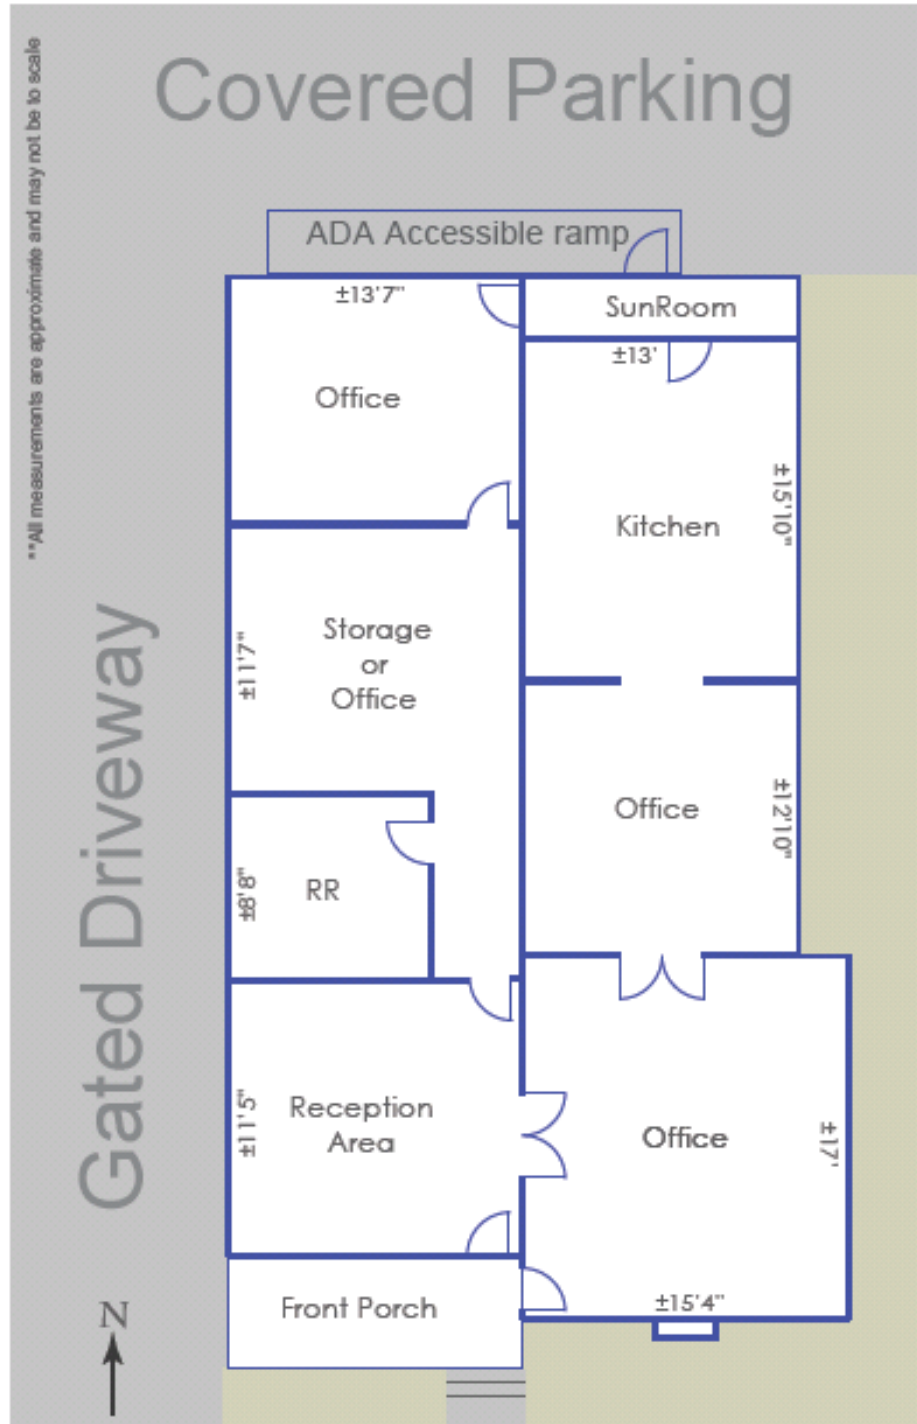 **All measurements are approximate and may not be to scale
Covered Parking
ADA Accessible ramp
±13'7"
SunRoom
±13'
Office
±15'10"
Kitchen
Gated Driveway
±11'7"
Storage
or
Office
Office
±12'10"
±8'8"
RR
±11'5"
Reception
Area
Office
±17'
±15'4"
Front Porch
N